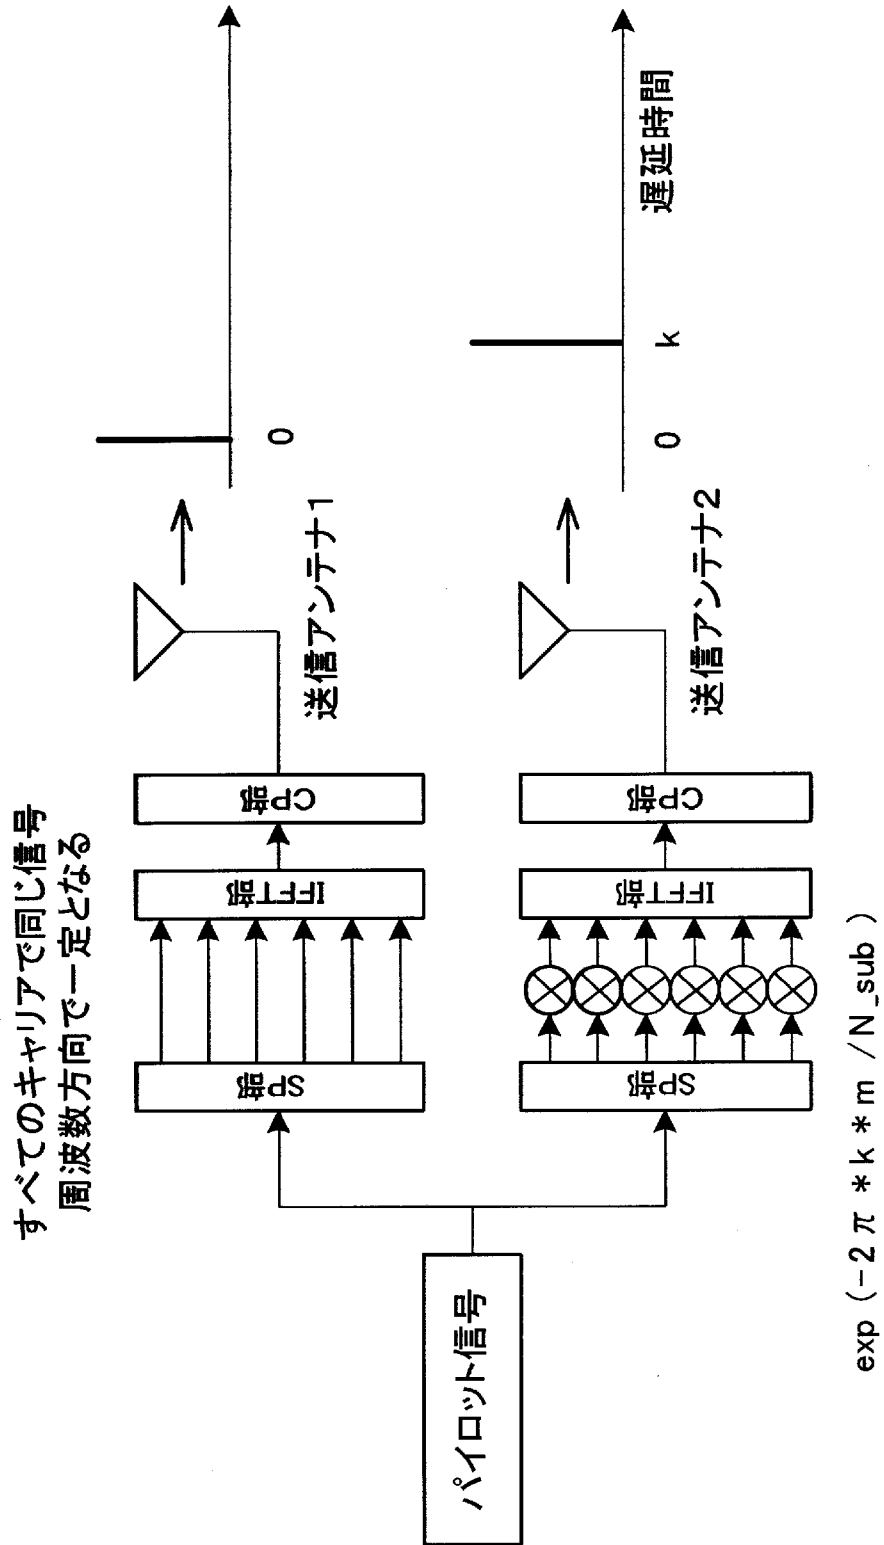 すべてのキャリアで同じ信号
周波数方向で一定となる
パイロット信号
SP部
IFFT部
CP部
送信アンテナ1
0
SP部
IFFT部
CP部
送信アンテナ2
0
k
遅延時間
exp (-2π *k*m /N_sub )